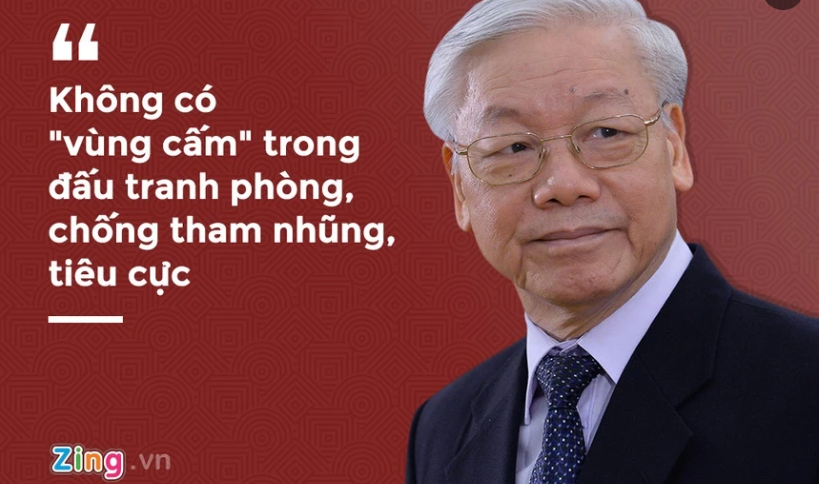 “
Không có
"vùng cấm" trong
đấu tranh phòng,
chống tham nhũng,
tiêu cực
Zing.vn